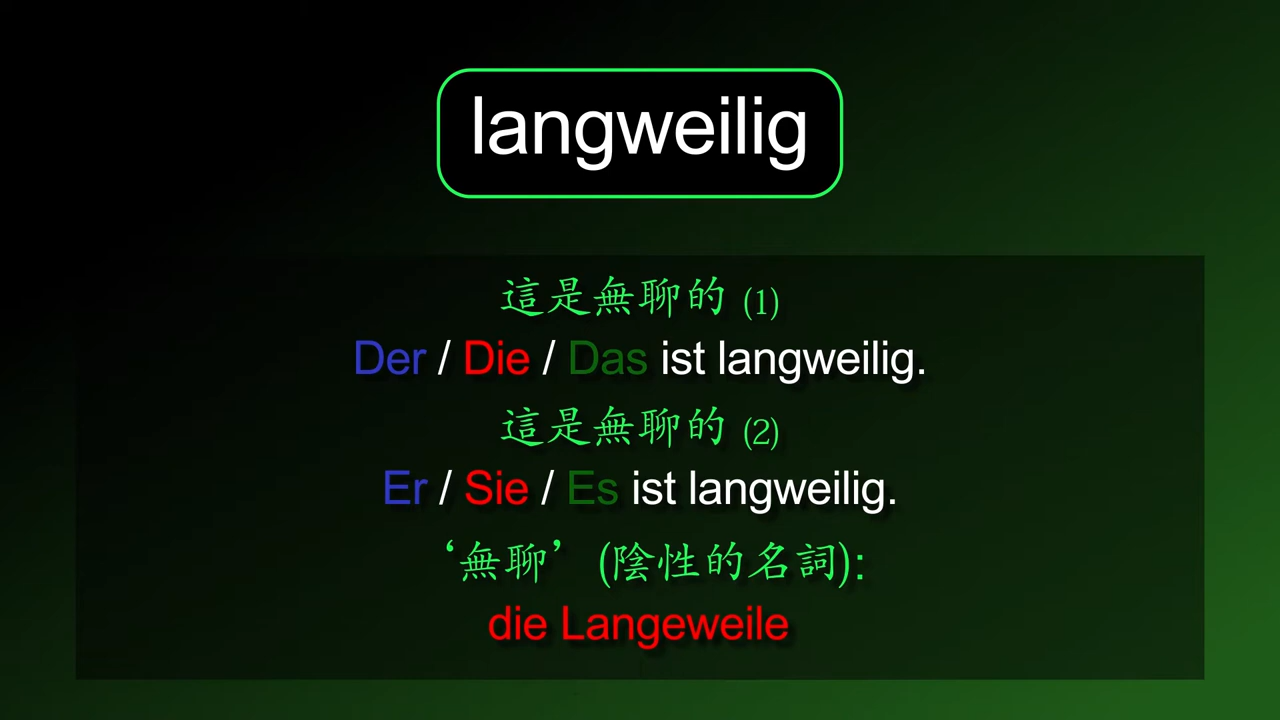 langweilig
這是無聊的 (1)
Der / Die / Das ist langweilig.
這是無聊的 (2)
Er / Sie / Es ist langweilig.
‘無聊’ (陰性的名詞):
die Langeweile